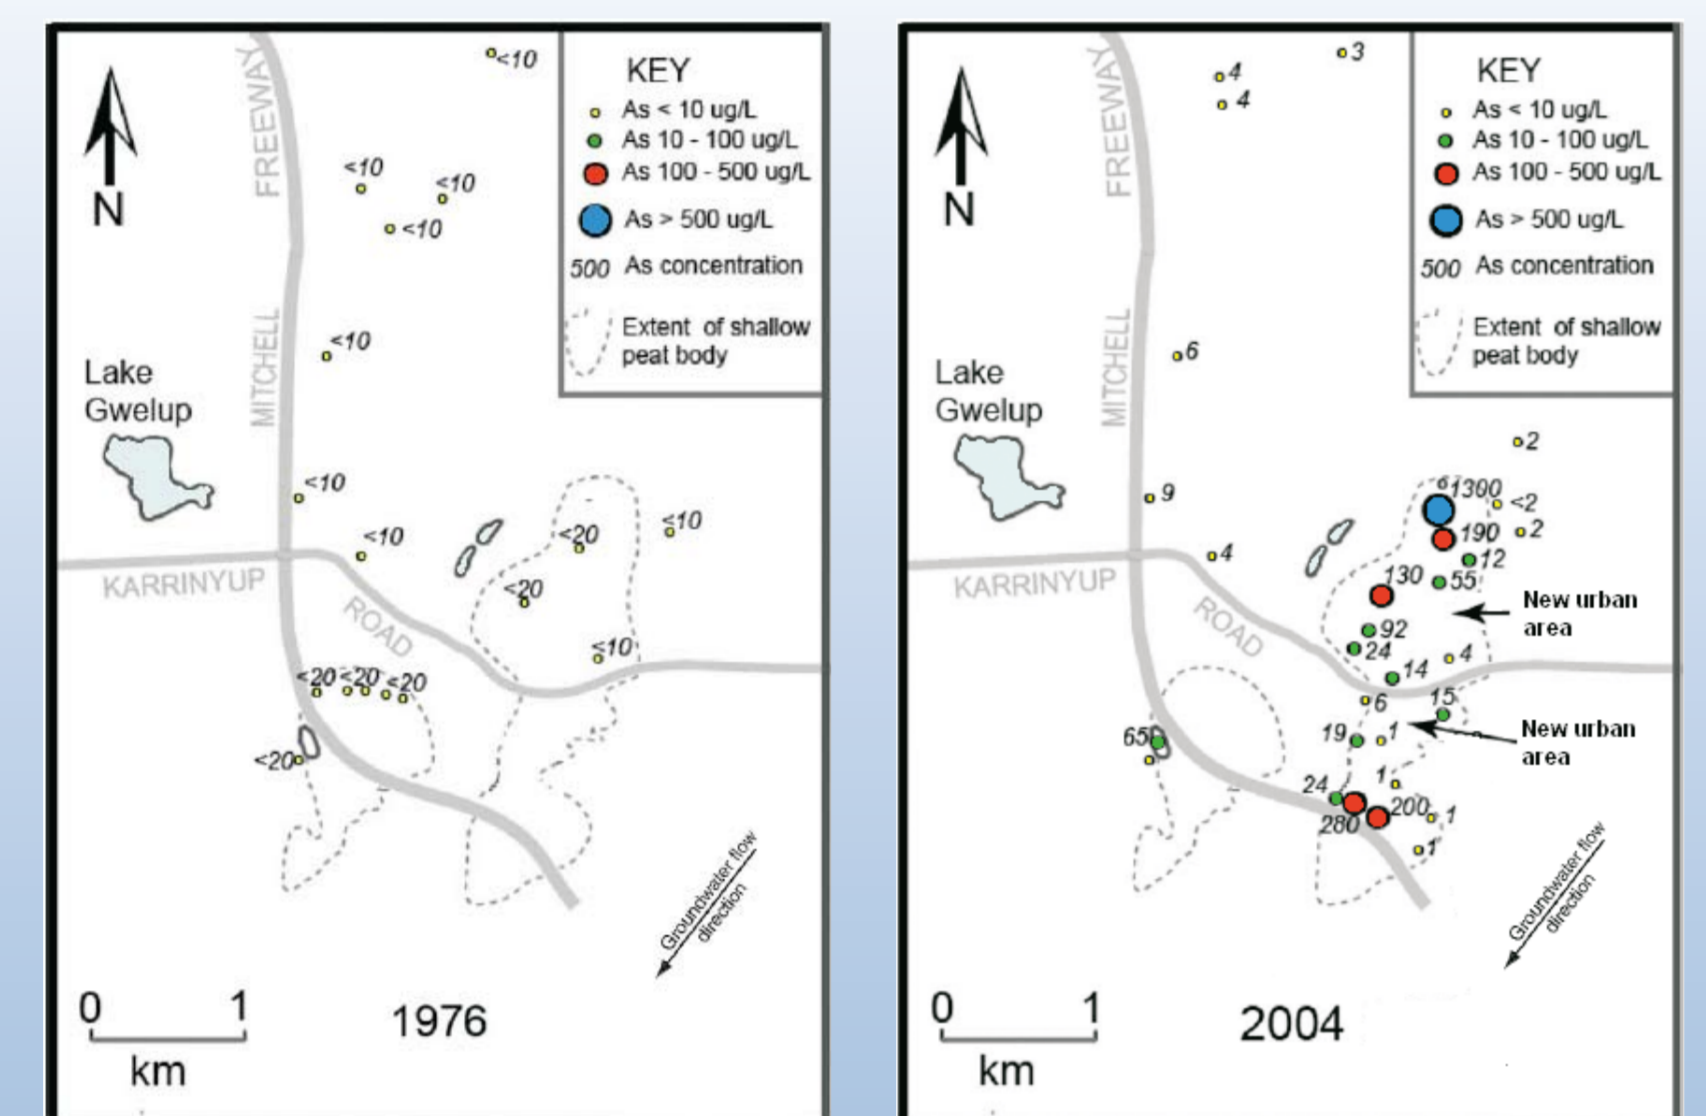 <10
KEY
As < 10 ug/L
As 10 - 100 ug/L
As 100 - 500 ug/L
As > 500 ug/L
500 As concentration
Extent of shallow
peat body
N
FREEWAY
MITCHELL
<10
<10
<10
<10
Lake
Gwelup
<10
<10
<20
<10
<20
<10
KARRINYUP
ROAD
<20
<20
<20
<20
Groundwater flow
direction
0 1
km
1976
3
4
4
KEY
As < 10 ug/L
As 10 - 100 ug/L
As 100 - 500 ug/L
As > 500 ug/L
500 As concentration
Extent of shallow
peat body
N
FREEWAY
MITCHELL
6
Lake
Gwelup
2
9
1300
<2
190
2
4
12
130
55
New urban
area
KARRINYUP
ROAD
92
24
4
14
6
15
New urban
area
65
19
1
1
24
200
1
280
1
Groundwater flow
direction
0 1
km
2004